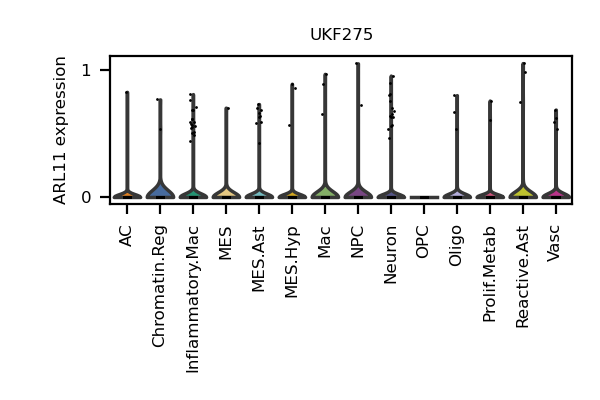 UKF275
ARL11 expression
1
0
AC
Chromatin.Reg
Inflammatory.Mac
MES
MES.Ast
MES.Hyp
Mac
NPC
Neuron
OPC
Oligo
Prolif.Metab
Reactive.Ast
Vasc